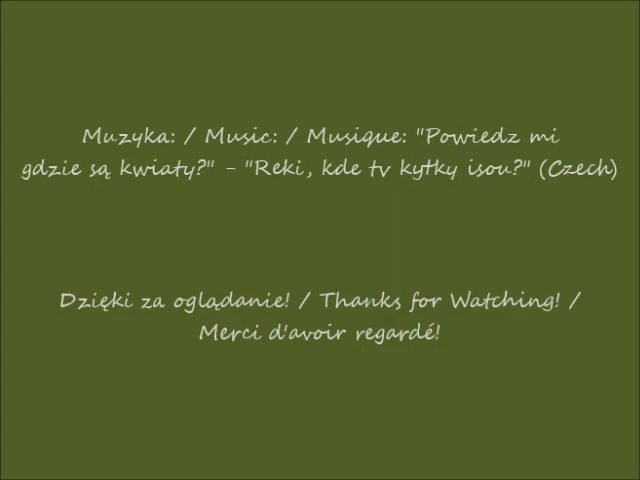 Muzyka: / Music: / Musique: "Powiedz mi
gdzie są kwiaty?" - "Reki, kde tv kytky isou?" (Czech)
Dzięki za oglądanie! / Thanks for Watching! /
Merci d'avoir regardé!